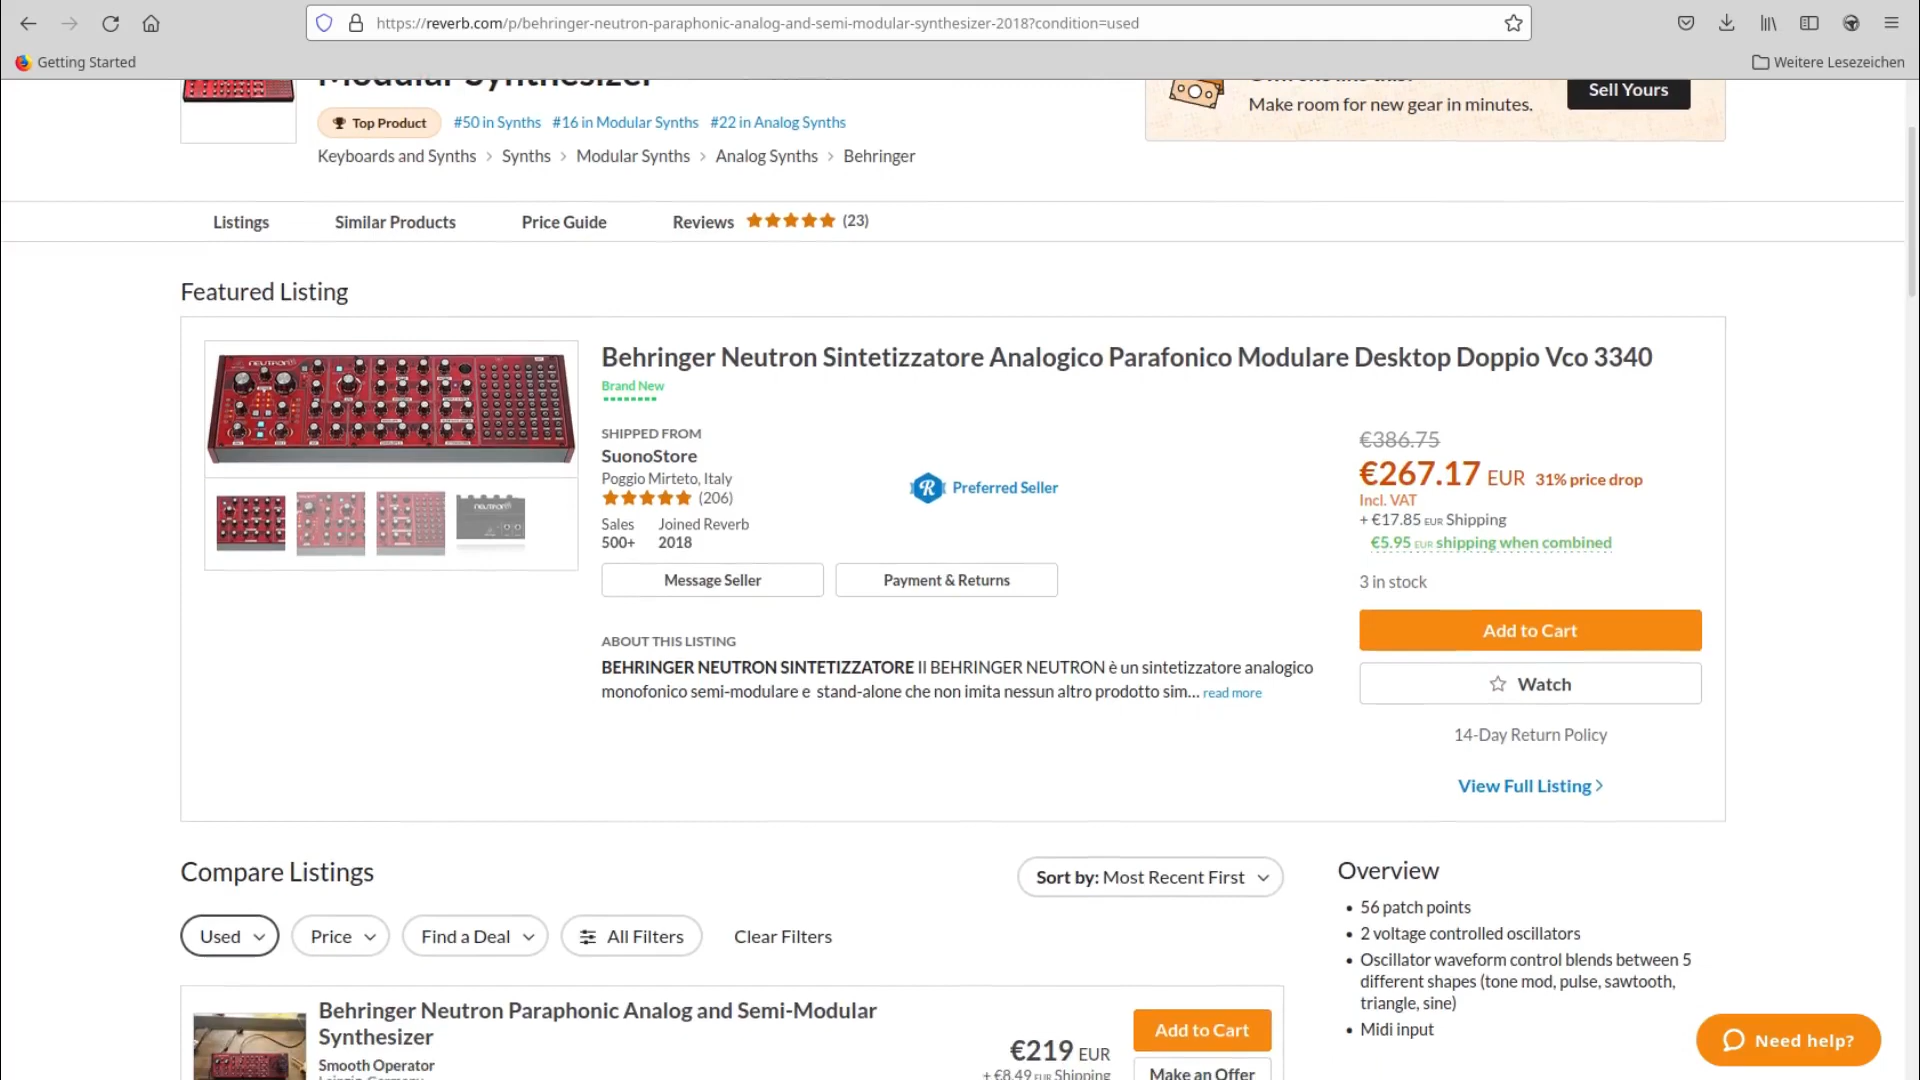 https://reverb.com/p/behringer-neutron-paraphonic-analog-and-semi-modular-synthesizer-2018?condition=used
Getting Started
Weitere Lesezeichen
Modular Synthesizer
Make room for new gear in minutes.
Sell Yours
Top Product #50 in Synths #16 in Modular Synths #22 in Analog Synths
Keyboards and Synths > Synths > Modular Synths > Analog Synths > Behringer
Listings Similar Products Price Guide Reviews (23)
Featured Listing
Behringer Neutron Sintetizzatore Analogico Parafonico Modulare Desktop Doppio Vco 3340
Brand New
SHIPPED FROM
SuonoStore
Poggio Mirteto, Italy
(206)
Preferred Seller
Sales Joined Reverb
500+ 2018
Message Seller Payment & Returns
€386.75
€267.17 EUR 31% price drop
Incl. VAT
+ €17.85 EUR Shipping
€5.95 EUR shipping when combined
3 in stock
Add to Cart
Watch
14-Day Return Policy
View Full Listing
ABOUT THIS LISTING
BEHRINGER NEUTRON SINTETIZZATORE Il BEHRINGER NEUTRON è un sintetizzatore analogico
monofonico semi-modulare e stand-alone che non imita nessun altro prodotto sim... read more
Compare Listings
Sort by: Most Recent First
Used Price Find a Deal All Filters Clear Filters
Behringer Neutron Paraphonic Analog and Semi-Modular
Synthesizer
Smooth Operator
Leipzig, Germany
€219 EUR
+ €8.49 EUR Shipping
Add to Cart
Make an Offer
Overview
• 56 patch points
• 2 voltage controlled oscillators
• Oscillator waveform control blends between 5
different shapes (tone mod, pulse, sawtooth,
triangle, sine)
• Midi input
Need help?